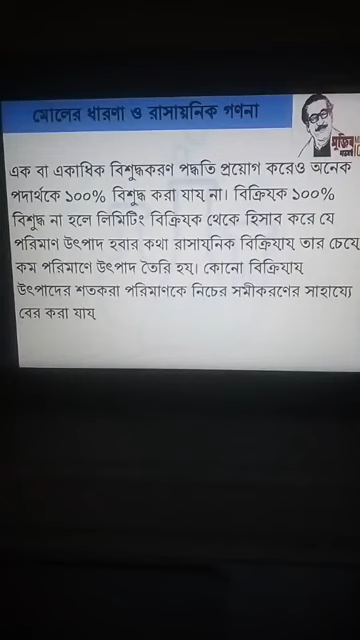 মোলের ধারণা ও রাসায়নিক গণনা
মুজিব
এক বা একাধিক বিশুদ্ধকরণ পদ্ধতি প্রয়োগ করেও অনেক
পদার্থকে ১০০% বিশুদ্ধ করা যায় না। বিক্রিয়ক ১০০%
বিশুদ্ধ না হলে লিমিটিং বিক্রিয়ক থেকে হিসাব করে যে
পরিমাণ উৎপাদ হবার কথা রাসায়নিক বিক্রিয়ায় তার চেয়ে
কম পরিমাণে উৎপাদ তৈরি হয়। কোনো বিক্রিয়ায়
উৎপাদের শতকরা পরিমাণকে নিচের সমীকরণের সাহায্যে
বের করা যায়